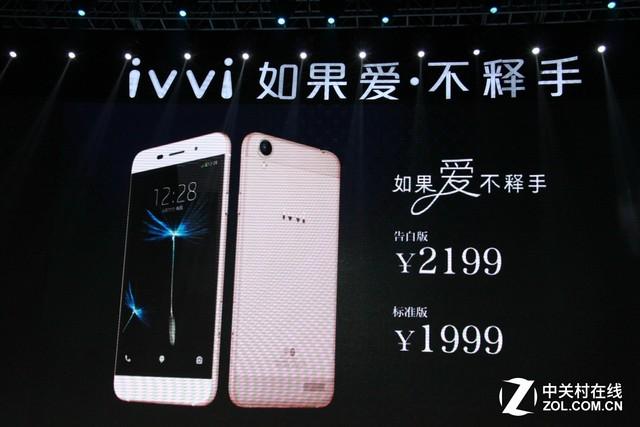 ivvi 如果爱·不释手
12:28
ivvi
如果爱不释手
告白版
¥2199
标准版
¥1999
Z 中关村在线
ZOL.COM.CN